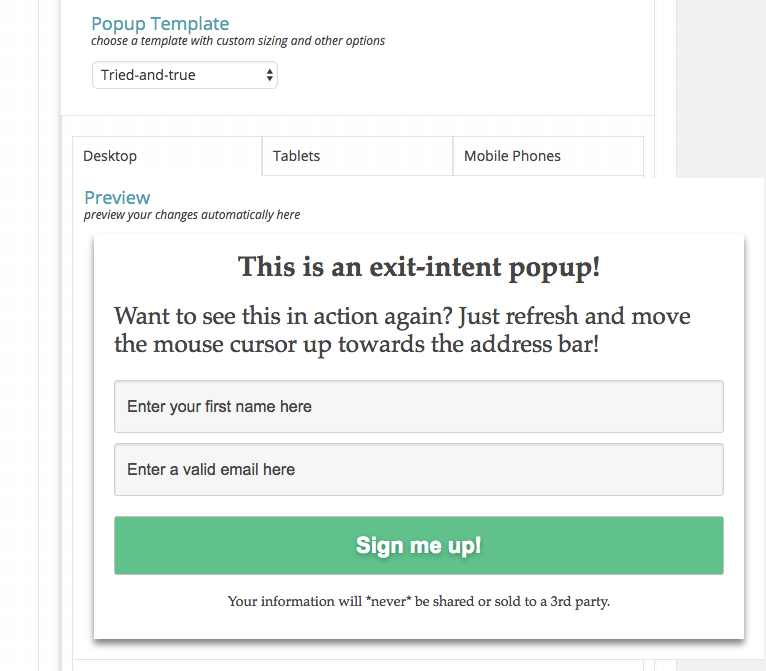 Popup Template
choose a template with custom sizing and other options
Tried-and-true
Desktop
Tablets
Mobile Phones
Preview
preview your changes automatically here
This is an exit-intent popup!
Want to see this in action again? Just refresh and move
the mouse cursor up towards the address bar!
Enter your first name here
Enter a valid email here
Sign me up!
Your information will *never* be shared or sold to a 3rd party.